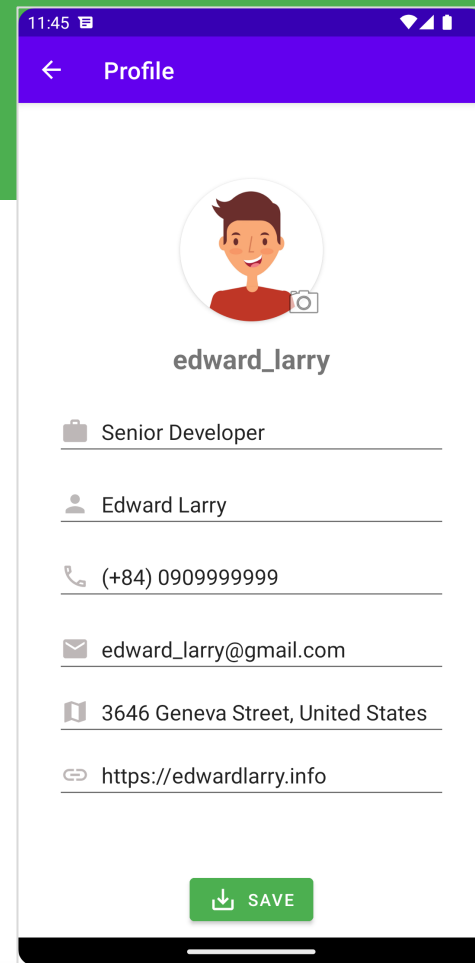 11:45
Profile
edward_larry
Senior Developer
Edward Larry
(+84) 0909999999
edward_larry@gmail.com
3646 Geneva Street, United States
https://edwardlarry.info
SAVE